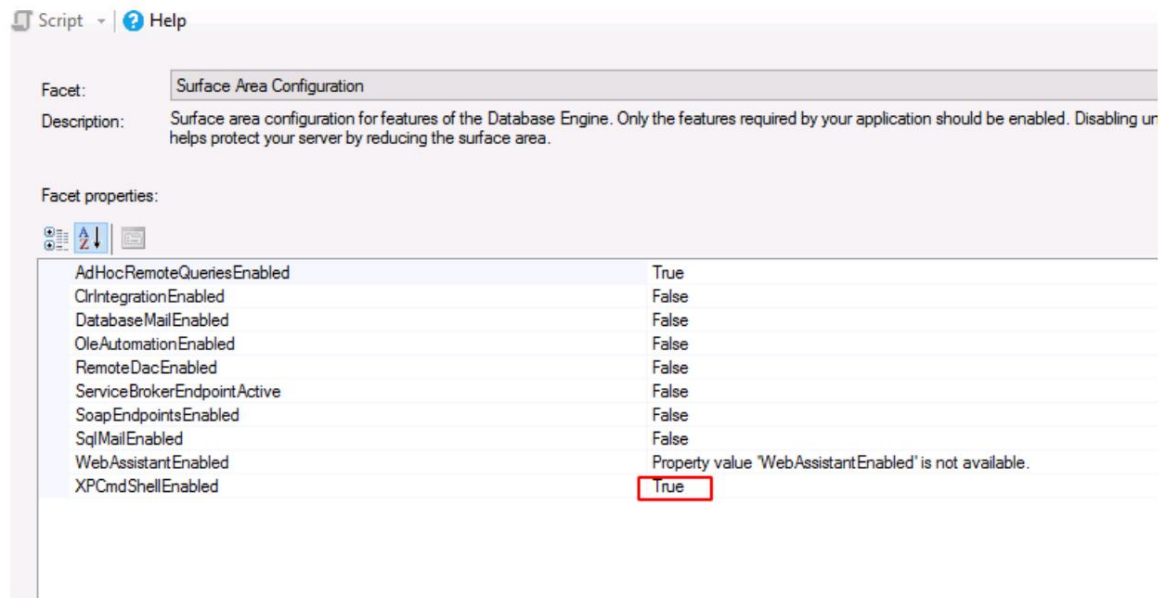 Script Help
Facet: Surface Area Configuration
Description: Surface area configuration for features of the Database Engine. Only the features required by your application should be enabled. Disabling
helps protect your server by reducing the surface area.
Facet properties:
AdHocRemoteQueriesEnabled True
ClrIntegrationEnabled False
DatabaseMailEnabled False
OleAutomationEnabled False
RemoteDacEnabled False
ServiceBrokerEndpointActive False
SoapEndpointsEnabled False
SqlMailEnabled False
WebAssistantEnabled Property value 'WebAssistantEnabled' is not available.
XPCmdShellEnabled True